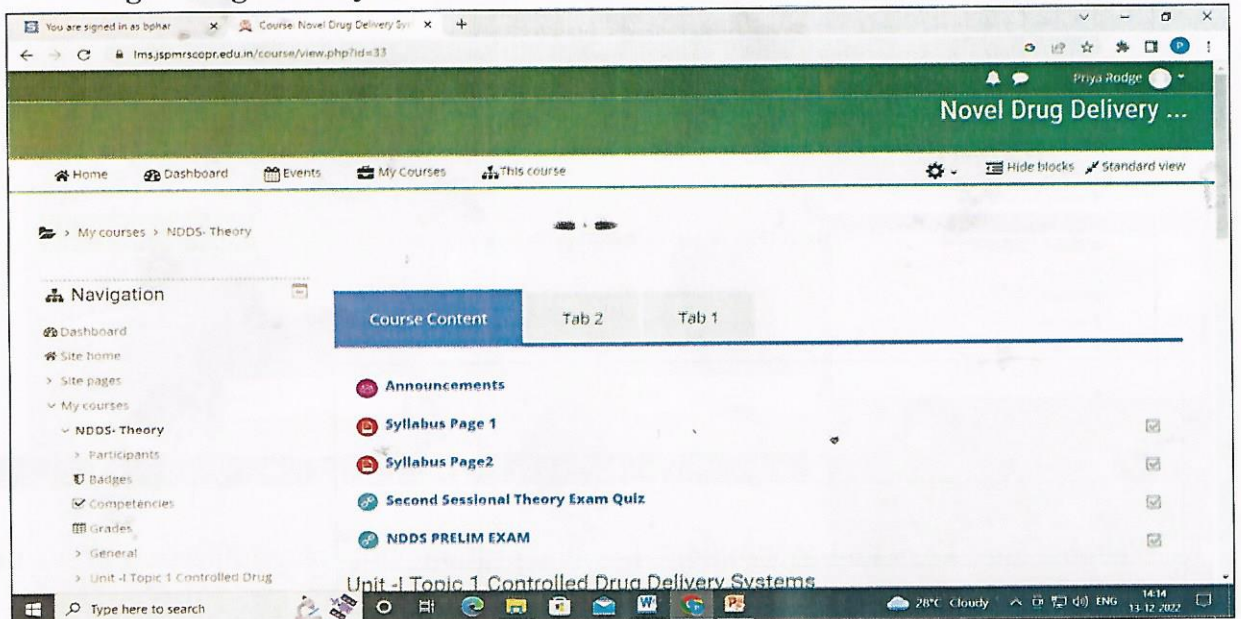 You are signed in as bphar
Course: Novel Drug Delivery Sy
lms.jspmrscopr.edu.in/course/view.php?id=33
P
Priya Rodge
Novel Drug Delivery ...
Home Dashboard Events My Courses This course Hide blocks Standard view
> My courses > NDDS- Theory
Navigation
Course Content Tab 2 Tab 1
Dashboard
Site home
Site pages
My courses
NDDS- Theory
Participants
Badges
Competencies
Grades
General
Unit -I Topic 1 Controlled Drug
Announcements
Syllabus Page 1
Syllabus Page2
Second Sessional Theory Exam Quiz
NDDS PRELIM EXAM
Unit -I Topic 1 Controlled Drug Delivery Systems
Type here to search
28°C Cloudy ENG 14:14
13-12-2022